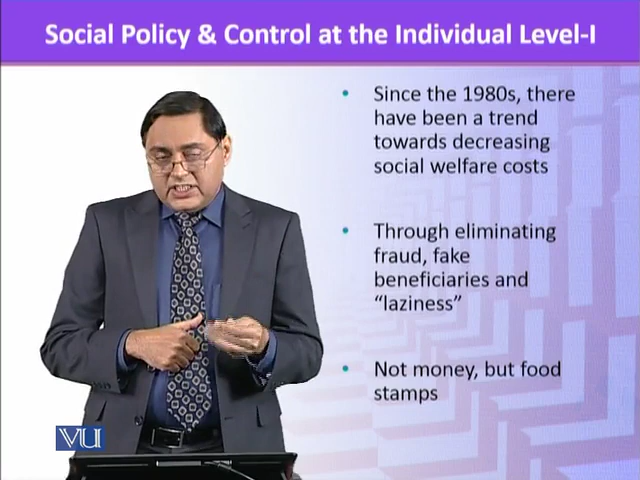 Social Policy & Control at the Individual Level-I
• Since the 1980s, there
have been a trend
towards decreasing
social welfare costs
• Through eliminating
fraud, fake
beneficiaries and
“laziness”
• Not money, but food
stamps
VU